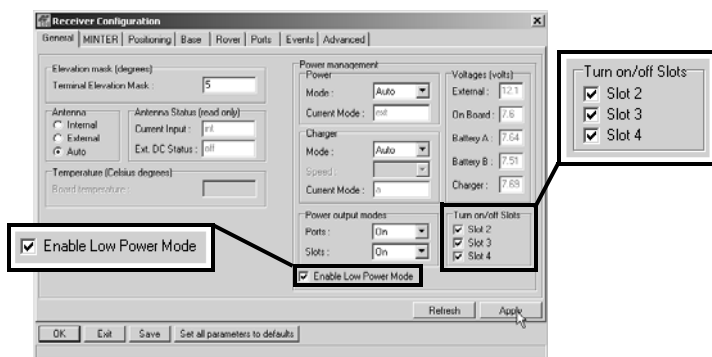 Receiver Configuration
General MINTER Positioning Base Rover Ports Events Advanced
Elevation mask (degrees)
Terminal Elevation Mask : 5
Antenna
Internal
External
Auto
Antenna Status (read only)
Current Input : int
Ext. DC Status : off
Temperature (Celsius degrees)
Board temperature :
Power management
Power
Mode : Auto
Current Mode : ext
Charger
Mode : Auto
Speed :
Current Mode : a
Power output modes
Ports : On
Slots : On
Enable Low Power Mode
Voltages (volts)
External : 12.1
On Board : 7.6
Battery A : 7.64
Battery B : 7.51
Charger : 7.69
Turn on/off Slots
Slot 2
Slot 3
Slot 4
Refresh Apply
OK Exit Save Set all parameters to defaults
Enable Low Power Mode
Turn on/off Slots
Slot 2
Slot 3
Slot 4